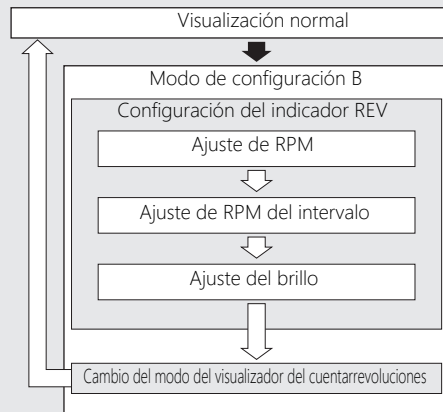 Visualización normal
Modo de configuración B
Configuración del indicador REV
Ajuste de RPM
Ajuste de RPM del intervalo
Ajuste del brillo
Cambio del modo del visualizador del cuentarrevoluciones